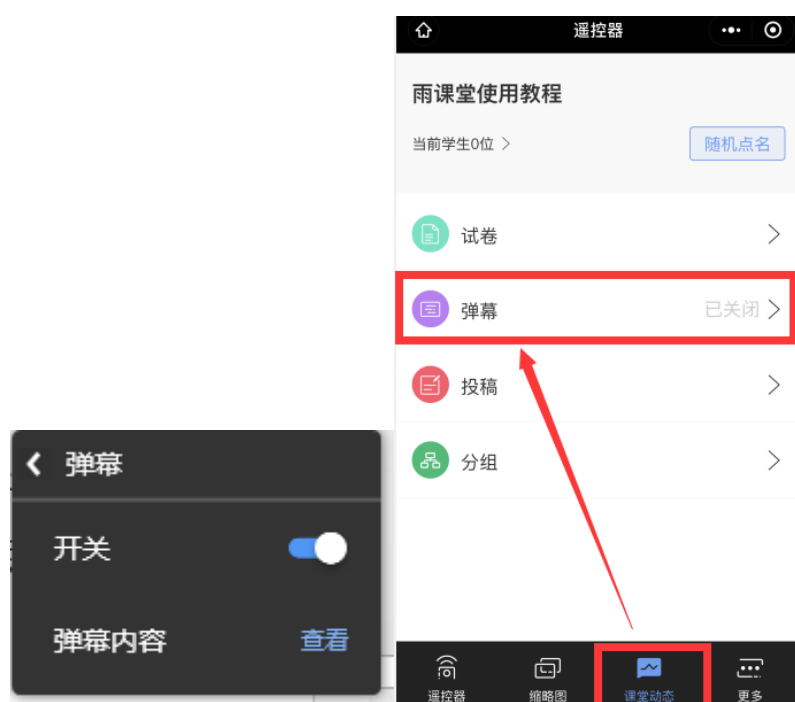 遥控器
雨课堂使用教程
当前学生0位
随机点名
试卷
弹幕
已关闭
投稿
分组
遥控器
缩略图
课堂动态
更多
弹幕
开关
弹幕内容
查看